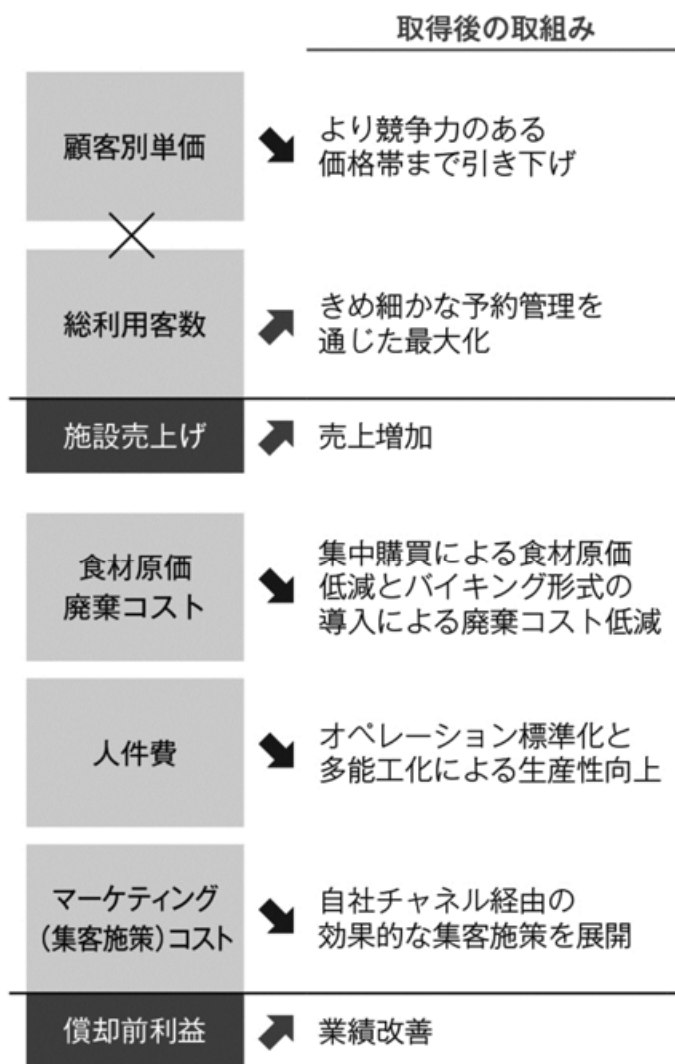 取得後の取組み
顧客別単価
より競争力のある
価格帯まで引き下げ
総利用客数
きめ細かな予約管理を
通じた最大化
施設売上げ
売上増加
食材原価
廃棄コスト
集中購買による食材原価
低減とバイキング形式の
導入による廃棄コスト低減
人件費
オペレーション標準化と
多能工化による生産性向上
マーケティング
(集客施策)コスト
自社チャネル経由の
効果的な集客施策を展開
償却前利益
業績改善